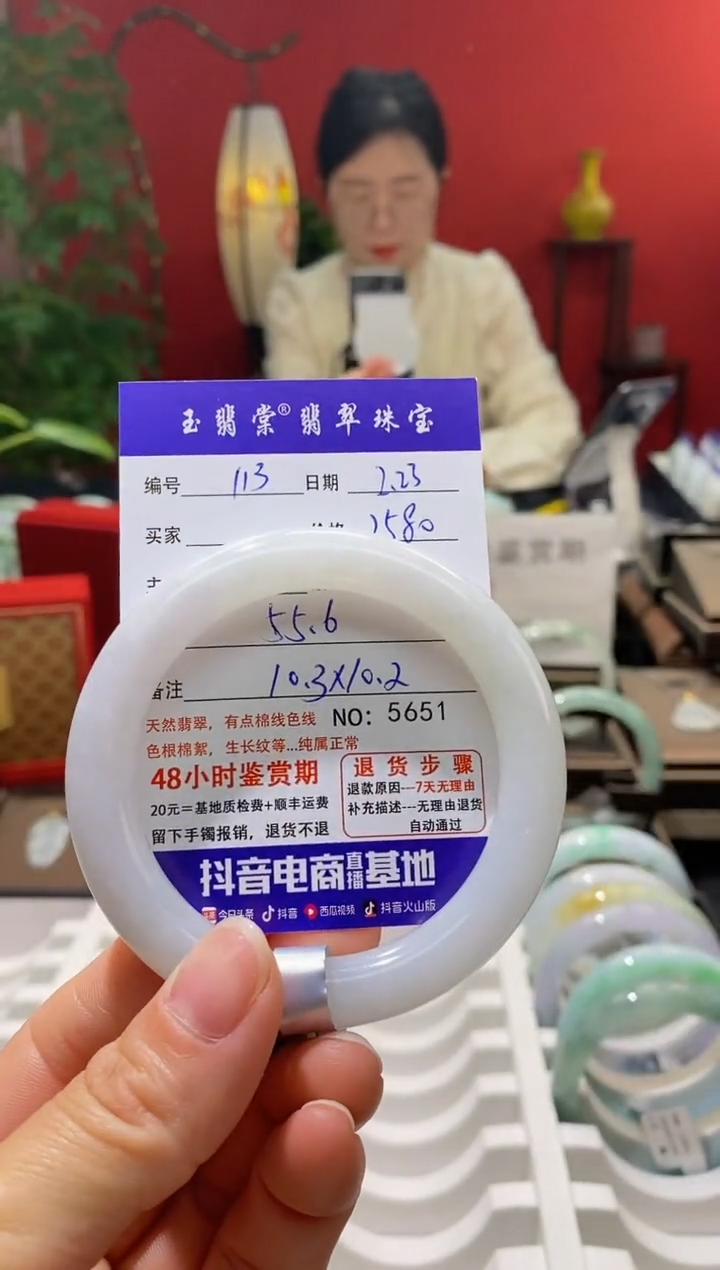 玉翡棠®翡翠珠宝
编号 113 日期 2.23
买家 价格 1580
55.6
备注 10.3X10.2
天然翡翠，有点棉线色线 NO: 5651
色根棉絮，生长纹等...纯属正常
48小时鉴赏期
20元=基地质检费+顺丰运费
留下手镯报销，退货不退
退货步骤
退款原因---7天无理由
补充描述---无理由退货
自动通过
抖音电商直播基地
今日头条 抖音 西瓜视频 抖音火山版
鉴赏期